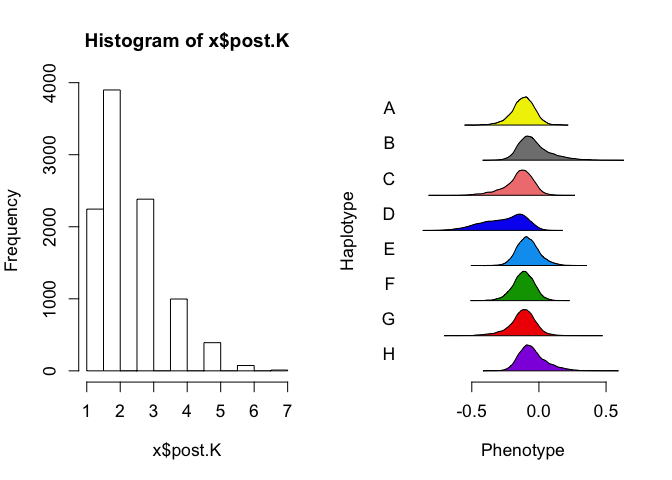 Histogram of x$post.K
Frequency
4000
3000
2000
1000
0
1 2 3 4 5 6 7
x$post.K
Haplotype
A
B
C
D
E
F
G
H
-0.5 0.0 0.5
Phenotype